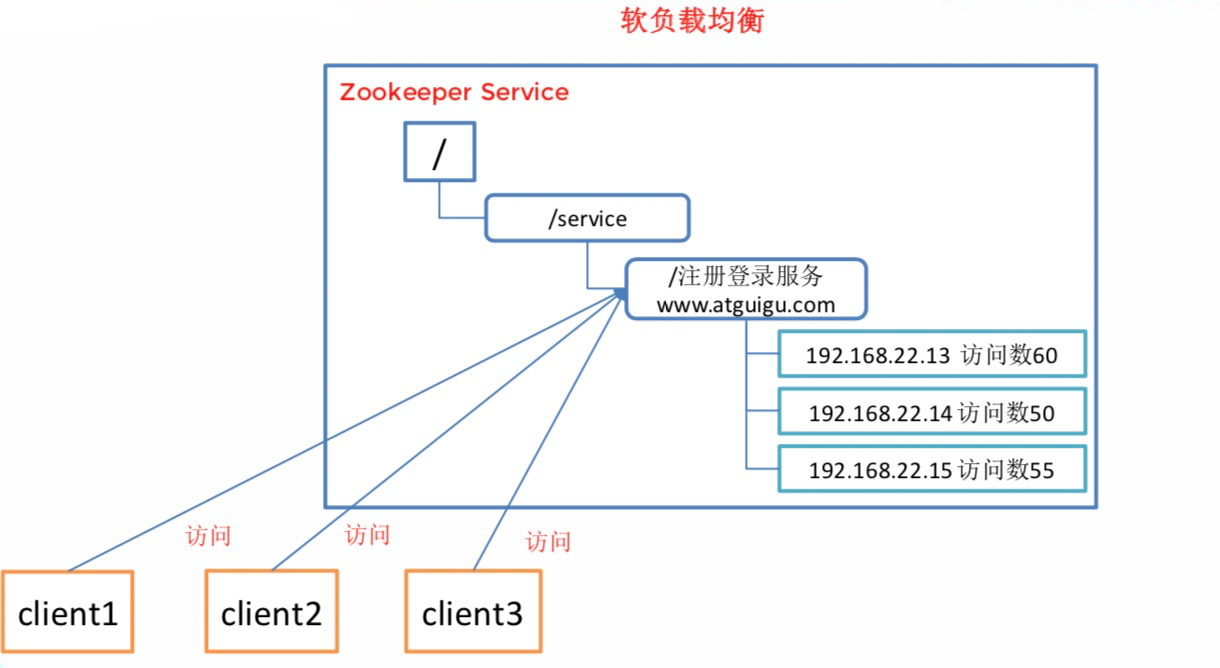 软负载均衡
Zookeeper Service
/
/service
/注册登录服务
www.atguigu.com
192.168.22.13 访问数60
192.168.22.14 访问数50
192.168.22.15 访问数55
访问
访问
访问
client1
client2
client3